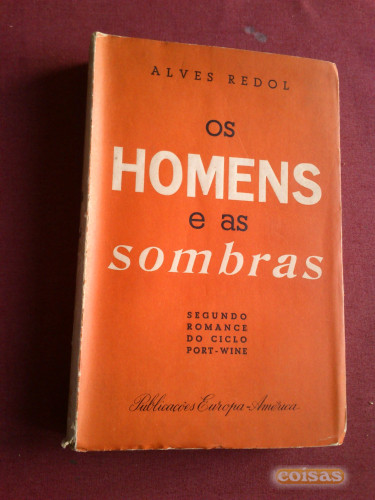 ALVES REDOL
OS
HOMENS
e as
sombras
SEGUNDO
ROMANCE
DO CICLO
PORT-WINE
Publicações Europa-América
coisas